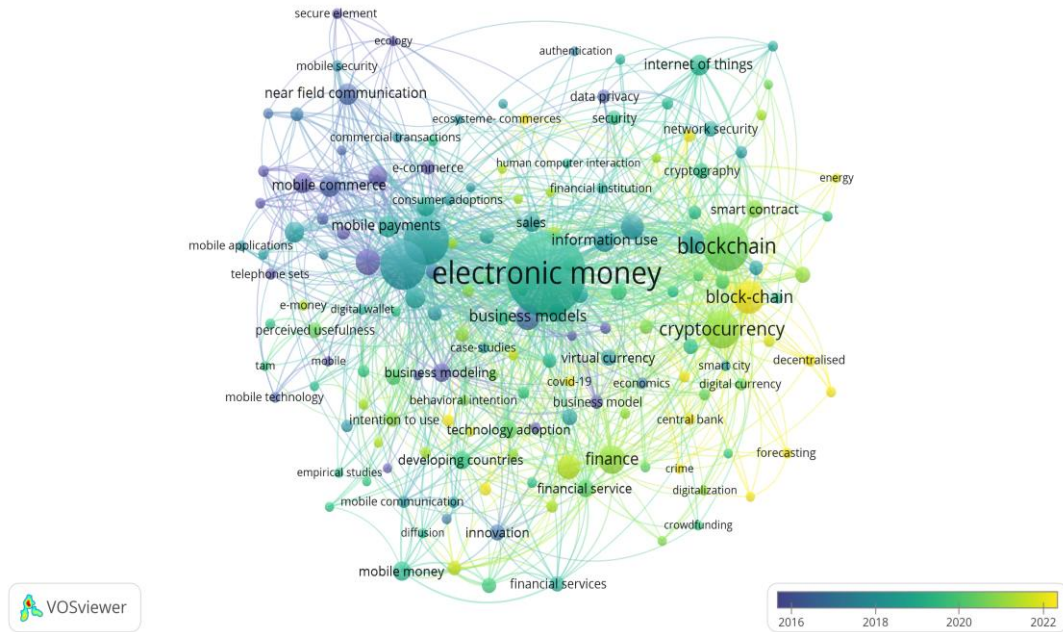 secure element
ecology
authentication
mobile security
internet of things
near field communication
data privacy
ecosysteme- commerces
security
commercial transactions
network security
human computer interaction
e-commerce
cryptography
energy
mobile commerce
consumer adoptions
financial institution
smart contract
mobile payments
sales
information use
blockchain
mobile applications
telephone sets
electronic money
block-chain
e-money
digital wallet
business models
perceived usefulness
cryptocurrency
case-studies
virtual currency
decentralised
tam
mobile
business modeling
covid-19
economics
smart city
digital currency
mobile technology
behavioral intention
business model
intention to use
technology adoption
central bank
empirical studies
developing countries
finance
crime
forecasting
financial service
digitalization
mobile communication
diffusion
innovation
crowdfunding
mobile money
financial services
VOSviewer
2016 2018 2020 2022